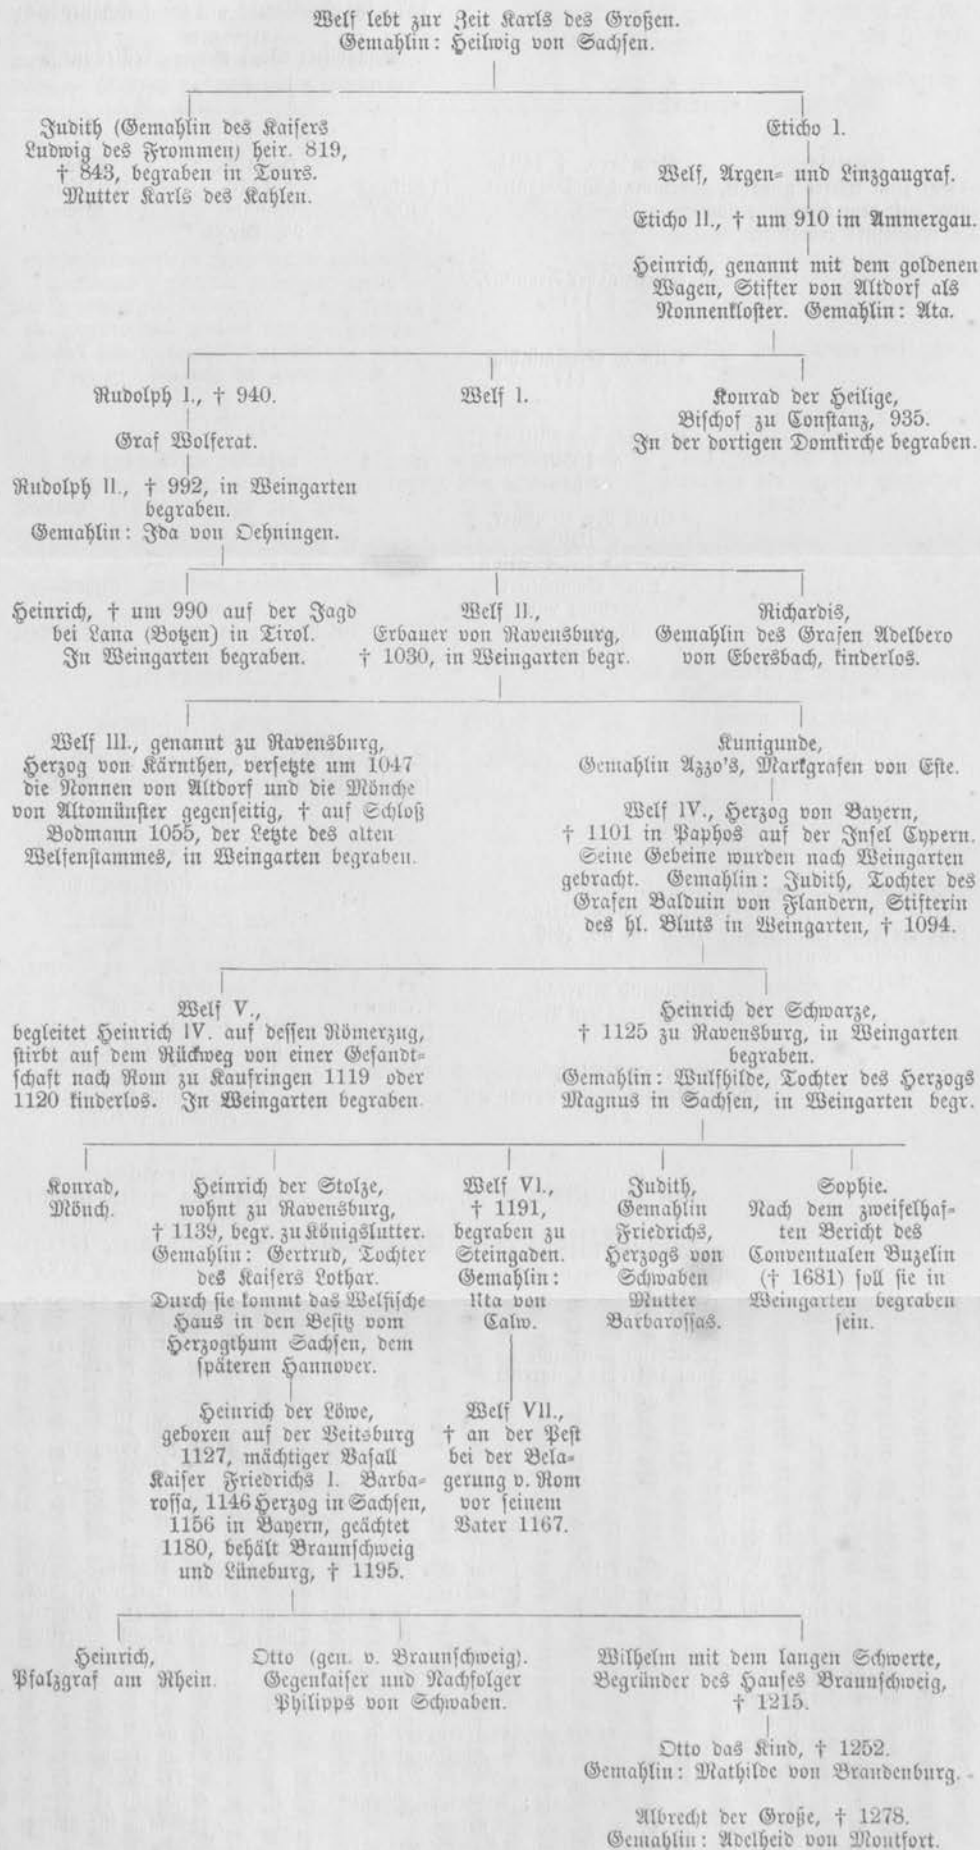 Welf lebt zur Zeit Karls des Großen.
Gemahlin: Heilwig von Sachsen.
Judith (Gemahlin des Kaisers
Ludwig des Frommen) heir. 819,
† 843, begraben in Tours.
Mutter Karls des Kahlen.
Eticho I.
Welf, Argen- und Linzgaugraf.
Eticho II., † um 910 im Ammergau.
Heinrich, genannt mit dem goldenen
Wagen, Stifter von Altdorf als
Nonnenkloster. Gemahlin: Ata.
Rudolph I., † 940.
Graf Wolferat.
Rudolph II., † 992, in Weingarten
begraben.
Gemahlin: Ida von Oehningen.
Welf I.
Konrad der Heilige,
Bischof zu Constanz, 935.
In der dortigen Domkirche begraben.
Heinrich, † um 990 auf der Jagd
bei Lana (Botzen) in Tirol.
In Weingarten begraben.
Welf II.,
Erbauer von Ravensburg,
† 1030, in Weingarten begr.
Richardis,
Gemahlin des Grafen Adelbero
von Ebersbach, kinderlos.
Welf III., genannt zu Ravensburg,
Herzog von Kärnthen, versetzte um 1047
die Nonnen von Altdorf und die Mönche
von Altomünster gegenseitig, † auf Schloß
Bodmann 1055, der Letzte des alten
Welfenstammes, in Weingarten begraben.
Kunigunde,
Gemahlin Azzo's, Markgrafen von Este.
Welf IV., Herzog von Bayern,
† 1101 in Paphos auf der Insel Cypern.
Seine Gebeine wurden nach Weingarten
gebracht. Gemahlin: Judith, Tochter des
Grafen Balduin von Flandern, Stifterin
des hl. Bluts in Weingarten, † 1094.
Welf V.,
begleitet Heinrich IV. auf dessen Römerzug,
stirbt auf dem Rückweg von einer Gesandt-
schaft nach Rom zu Kaufringen 1119 oder
1120 kinderlos. In Weingarten begraben.
Heinrich der Schwarze,
† 1125 zu Ravensburg, in Weingarten
begraben.
Gemahlin: Wulfhilde, Tochter des Herzogs
Magnus in Sachsen, in Weingarten begr.
Konrad,
Mönch.
Heinrich der Stolze,
wohnt zu Ravensburg,
† 1139, begr. zu Königslutter.
Gemahlin: Gertrud, Tochter
des Kaisers Lothar.
Durch sie kommt das Welfische
Haus in den Besitz vom
Herzogthum Sachsen, dem
späteren Hannover.
Welf VI.,
† 1191,
begraben zu
Steingaden.
Gemahlin:
Uta von
Calw.
Judith,
Gemahlin
Friedrichs,
Herzogs von
Schwaben
Mutter
Barbarossas.
Sophie.
Nach dem zweifelhaf-
ten Bericht des
Conventualen Buzelin
(† 1681) soll sie in
Weingarten begraben
sein.
Heinrich der Löwe,
geboren auf der Veitsburg
1127, mächtiger Vasall
Kaiser Friedrichs I. Barba-
rossa, 1146 Herzog in Sachsen,
1156 in Bayern, geächtet
1180, behält Braunschweig
und Lüneburg, † 1195.
Welf VII.,
† an der Pest
bei der Bela-
gerung v. Rom
vor seinem
Vater 1167.
Heinrich,
Pfalzgraf am Rhein.
Otto (gen. v. Braunschweig).
Gegenkaiser und Nachfolger
Philipps von Schwaben.
Wilhelm mit dem langen Schwerte,
Begründer des Hauses Braunschweig,
† 1215.
Otto das Kind, † 1252.
Gemahlin: Mathilde von Brandenburg.
Albrecht der Große, † 1278.
Gemahlin: Adelheid von Montfort.